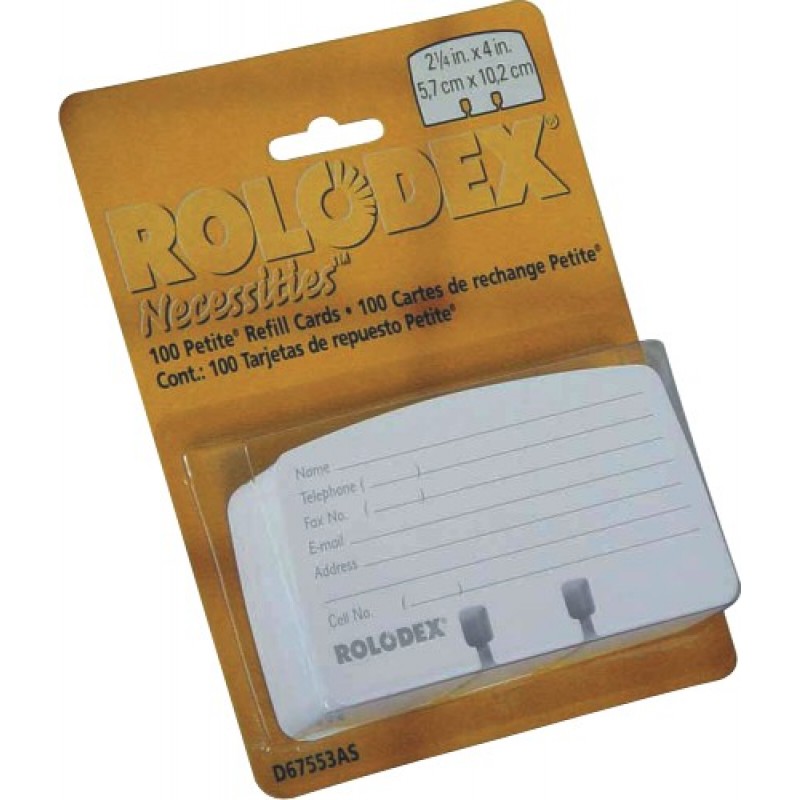 2¼ in. x 4 in.
5,7 cm x 10,2 cm
ROLODEX®
Necessities™
100 Petite® Refill Cards • 100 Cartes de rechange Petite®
Cont.: 100 Tarjetas de repuesto Petite®
Name
Telephone ( )
Fax No. ( )
E-mail
Address
Cell No. ( )
ROLODEX®
D67553AS